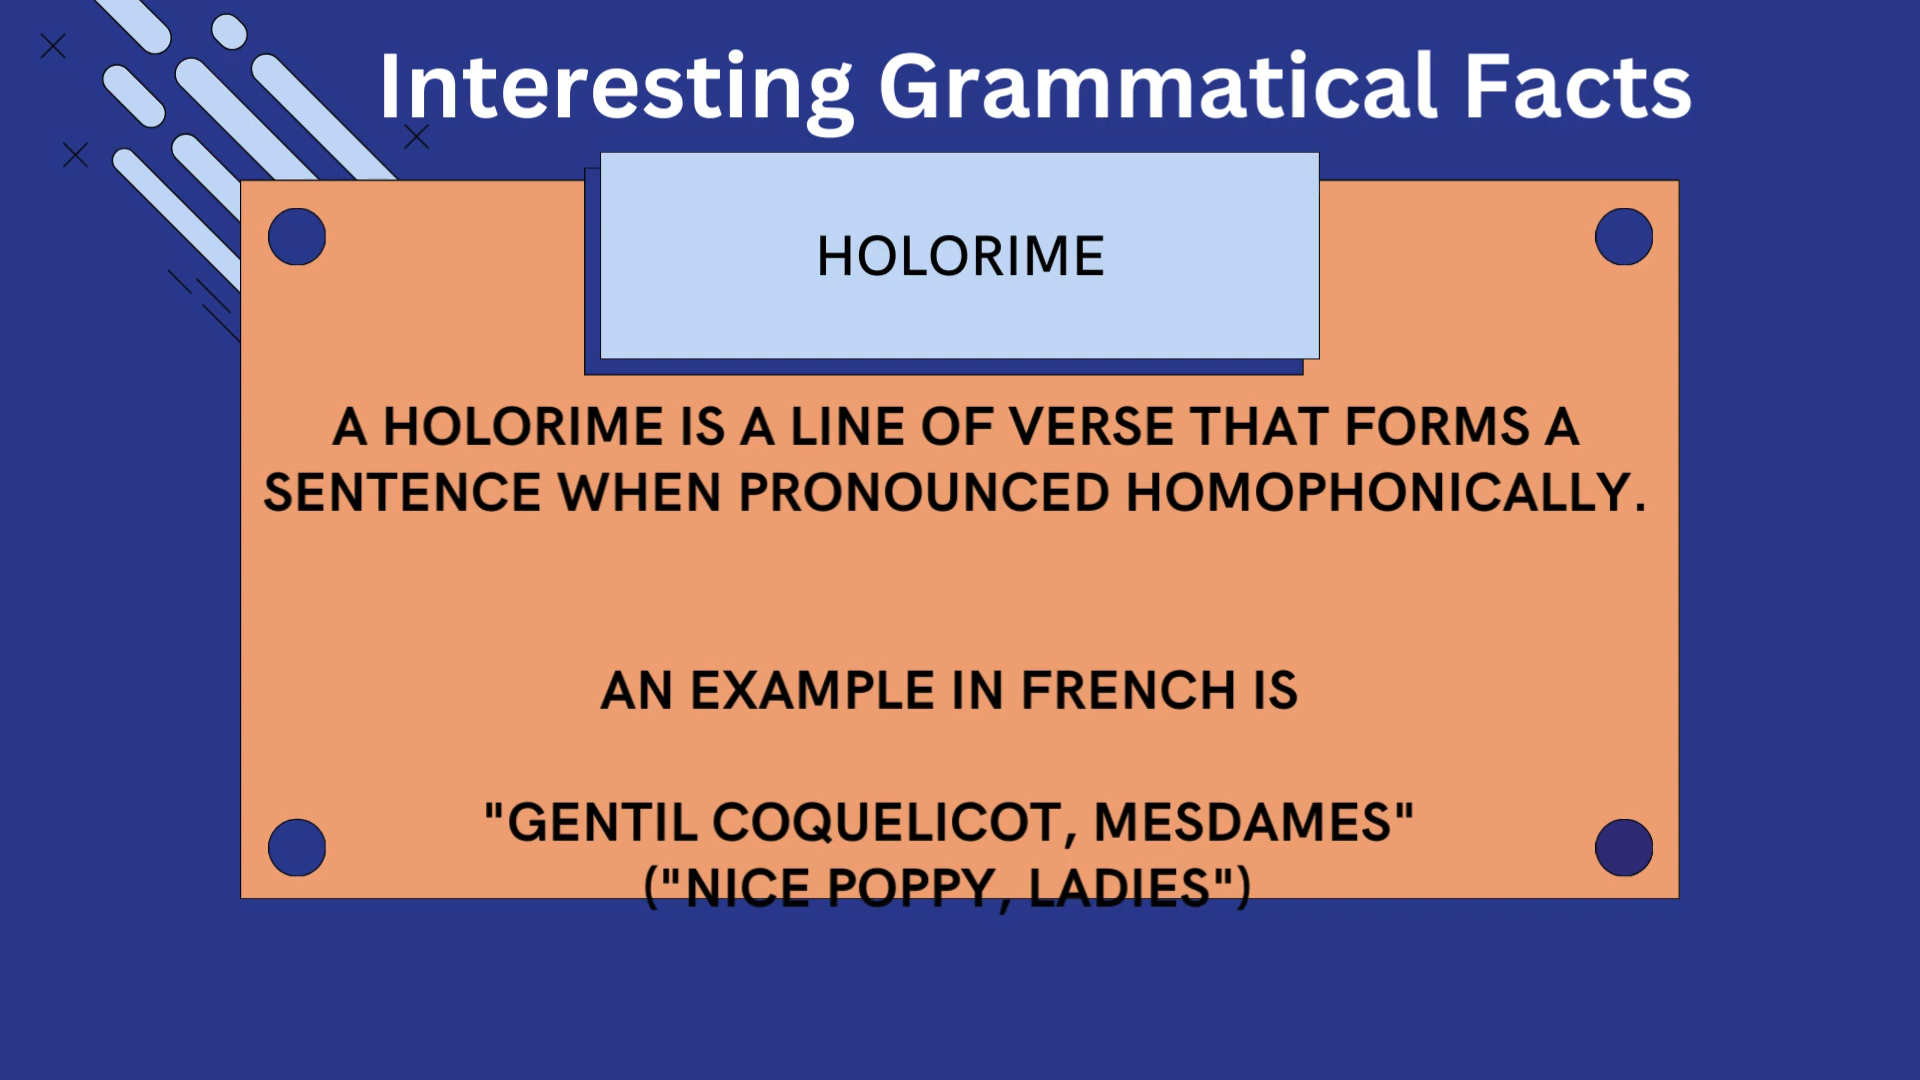 Interesting Grammatical Facts
HOLORIME
A HOLORIME IS A LINE OF VERSE THAT FORMS A
SENTENCE WHEN PRONOUNCED HOMOPHONICALLY.
AN EXAMPLE IN FRENCH IS
"GENTIL COQUELICOT, MESDAMES"
("NICE POPPY, LADIES")